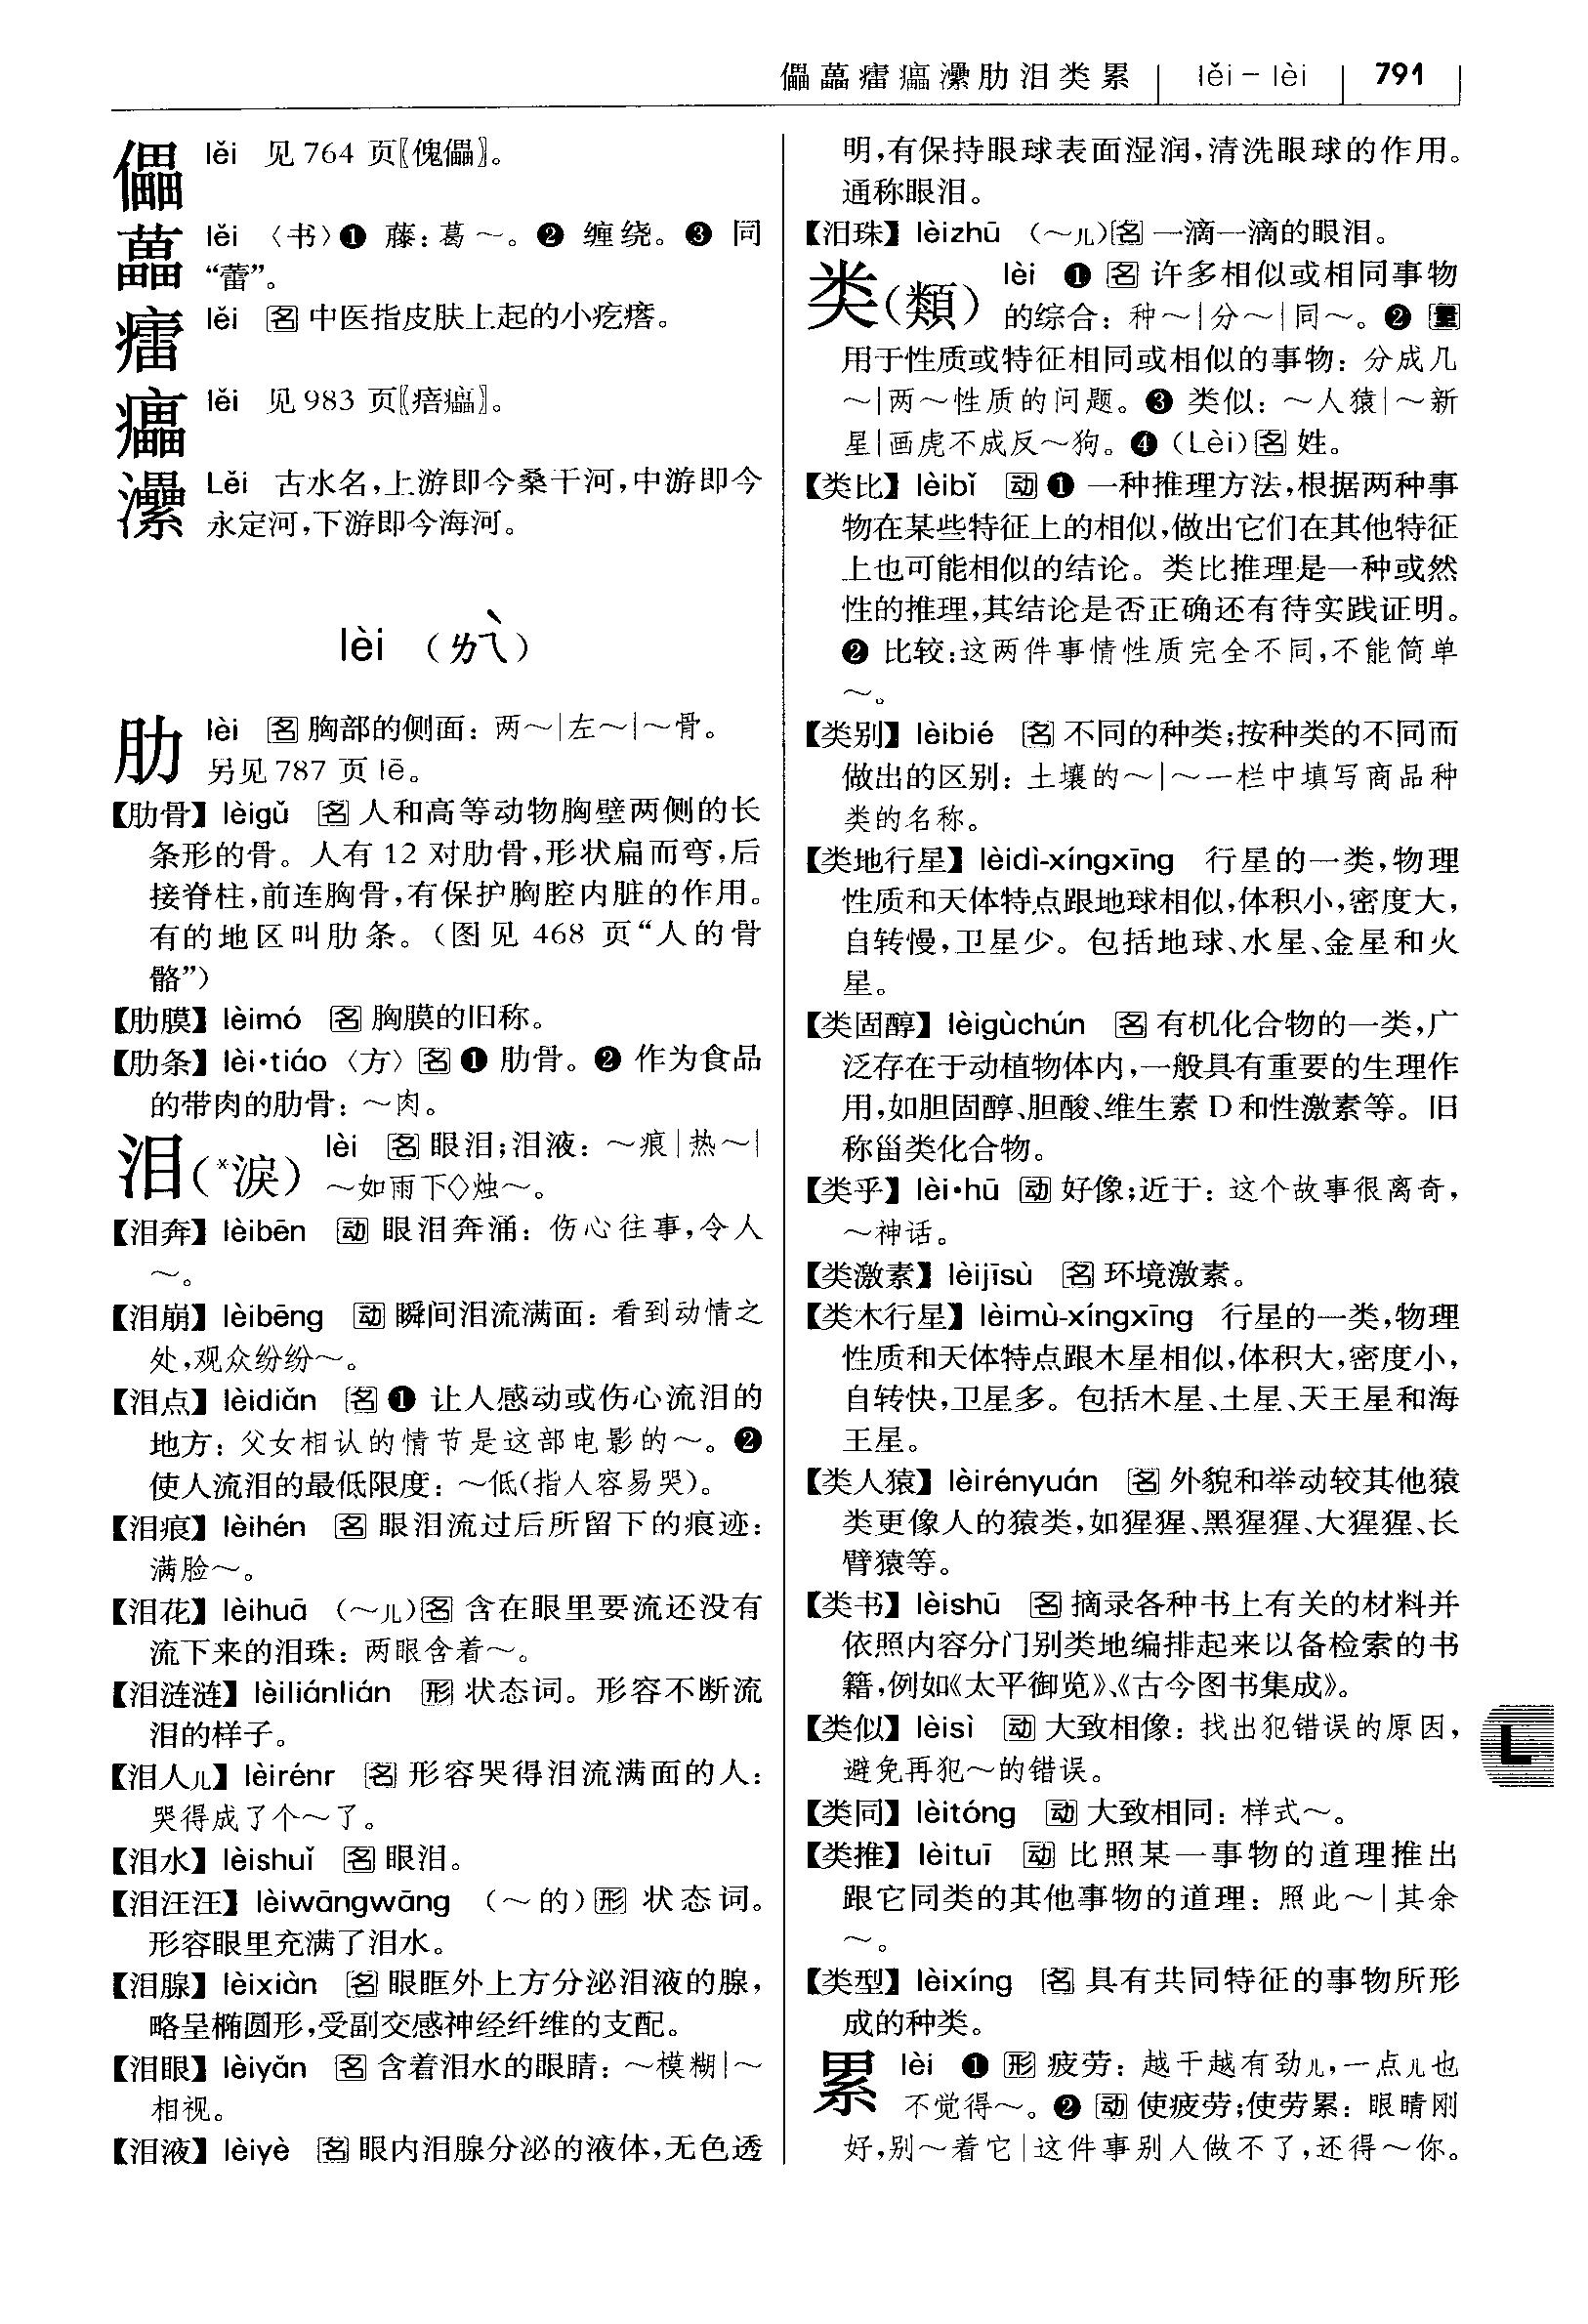 儡藟癗癟灅肋泪类累 lěi－lèi 791
儡 lěi 见 764 页〖傀儡〗。
藟 lěi 〈书〉❶ 藤：葛～。❷ 缠绕。❸ 同
“蕾”。
癗 lěi 名 中医指皮肤上起的小疙瘩。
lěi 见 983 页
灅 Lěi 古水名，上游即今桑干河，中游即今
永定河，下游即今海河。
lèi （ㄌㄟˋ）
肋 lèi 名 胸部的侧面：两～|左～|～骨。
另见 787 页 lē。
【肋骨】lèigǔ 名 人和高等动物胸壁两侧的长
条形的骨。人有 12 对肋骨，形状扁而弯，后
接脊柱，前连胸骨，有保护胸腔内脏的作用。
有的地区叫肋条。（图见 468 页“人的骨
骼”）
【肋膜】lèimó 名 胸膜的旧称。
【肋条】lèi·tiáo 〈方〉名 ❶ 肋骨。❷ 作为食品
的带肉的肋骨：～肉。
泪（*淚） lèi 名 眼泪；泪液：～痕|热～|
～如雨下◇烛～。
【泪奔】lèibēn 动 眼泪奔涌：伤心往事，令人
～。
【泪崩】lèibēng 动 瞬间泪流满面：看到动情之
处，观众纷纷～。
【泪点】lèidiǎn 名 ❶ 让人感动或伤心流泪的
地方：父女相认的情节是这部电影的～。❷
使人流泪的最低限度：～低（指人容易哭）。
【泪痕】lèihén 名 眼泪流过后所留下的痕迹：
满脸～。
【泪花】lèihuā （～儿）名 含在眼里要流还没有
流下来的泪珠：两眼含着～。
【泪涟涟】lèiliánlián 形 状态词。形容不断流
泪的样子。
【泪人儿】lèirénr 名 形容哭得泪流满面的人：
哭得成了个～了。
【泪水】lèishuǐ 名 眼泪。
【泪汪汪】lèiwāngwāng （～的）形 状态词。
形容眼里充满了泪水。
【泪腺】lèixiàn 名 眼眶外上方分泌泪液的腺，
略呈椭圆形，受副交感神经纤维的支配。
【泪眼】lèiyǎn 名 含着泪水的眼睛：～模糊|～
相视。
【泪液】lèiyè 名 眼内泪腺分泌的液体，无色透
明，有保持眼球表面湿润，清洗眼球的作用。
通称眼泪。
【泪珠】lèizhū （～儿）名 一滴一滴的眼泪。
类（類） lèi ❶ 名 许多相似或相同事物
的综合：种～|分～|同～。❷ 量
用于性质或特征相同或相似的事物：分成几
～|两～性质的问题。❸ 类似：～人猿|～新
星|画虎不成反～狗。❹（Lèi）名 姓。
【类比】lèibǐ 动 ❶ 一种推理方法，根据两种事
物在某些特征上的相似，做出它们在其他特征
上也可能相似的结论。类比推理是一种或然
性的推理，其结论是否正确还有待实践证明。
❷ 比较：这两件事情性质完全不同，不能简单
～。
【类别】lèibié 名 不同的种类；按种类的不同而
做出的区别：土壤的～|～一栏中填写商品种
类的名称。
【类地行星】lèidì-xíngxīng 行星的一类，物理
性质和天体特点跟地球相似，体积小，密度大，
自转慢，卫星少。包括地球、水星、金星和火
星。
【类固醇】lèigùchún 名 有机化合物的一类，广
泛存在于动植物体内，一般具有重要的生理作
用，如胆固醇、胆酸、维生素 D 和性激素等。旧
称甾类化合物。
【类乎】lèi·hū 动 好像；近于：这个故事很离奇，
～神话。
【类激素】lèijīsù 名 环境激素。
【类木行星】lèimù-xíngxīng 行星的一类，物理
性质和天体特点跟木星相似，体积大，密度小，
自转快，卫星多。包括木星、土星、天王星和海
王星。
【类人猿】lèirényuán 名 外貌和举动较其他猿
类更像人的猿类，如猩猩、黑猩猩、大猩猩、长
臂猿等。
【类书】lèishū 名 摘录各种书上有关的材料并
依照内容分门别类地编排起来以备检索的书
籍，例如《太平御览》、《古今图书集成》。
【类似】lèisì 动 大致相像：找出犯错误的原因，
避免再犯～的错误。
【类同】lèitóng 动 大致相同：样式～。
【类推】lèituī 动 比照某一事物的道理推出
跟它同类的其他事物的道理：照此～|其余
～。
【类型】lèixíng 名 具有共同特征的事物所形
成的种类。
累 lèi ❶ 形 疲劳：越干越有劲儿，一点儿也
不觉得～。❷ 动 使疲劳；使劳累：眼睛刚
好，别～着它|这件事别人做不了，还得～你。
L